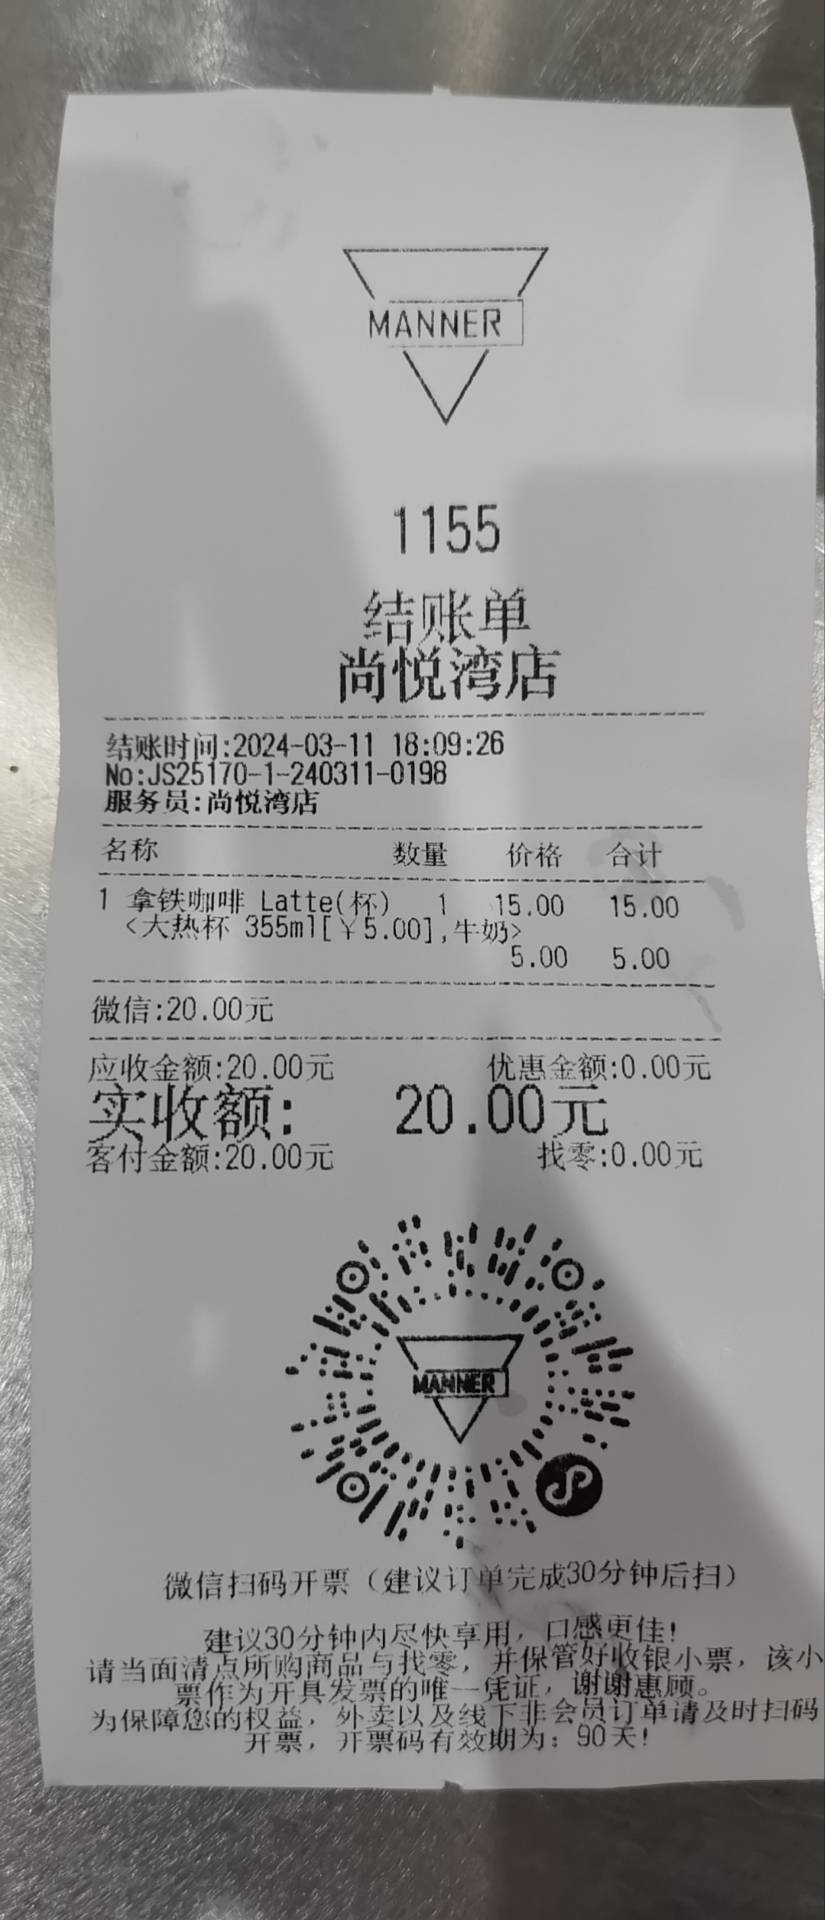 MANNER
1155
结账单
尚悦湾店
结账时间:2024-03-11 18:09:26
No:JS25170-1-240311-0198
服务员:尚悦湾店
名称 数量 价格 合计
1 拿铁咖啡 Latte(杯) 1 15.00 15.00
<大热杯 355ml[￥5.00],牛奶>
5.00 5.00
微信:20.00元
应收金额:20.00元 优惠金额:0.00元
实收额: 20.00元
客付金额:20.00元 找零:0.00元
MANNER
微信扫码开票（建议订单完成30分钟后扫）
建议30分钟内尽快享用，口感更佳!
请当面清点所购商品与找零，并保管好收银小票，该小
票作为开具发票的唯一凭证，谢谢惠顾。
为保障您的权益，外卖以及线下非会员订单请及时扫码
开票，开票码有效期为：90天!